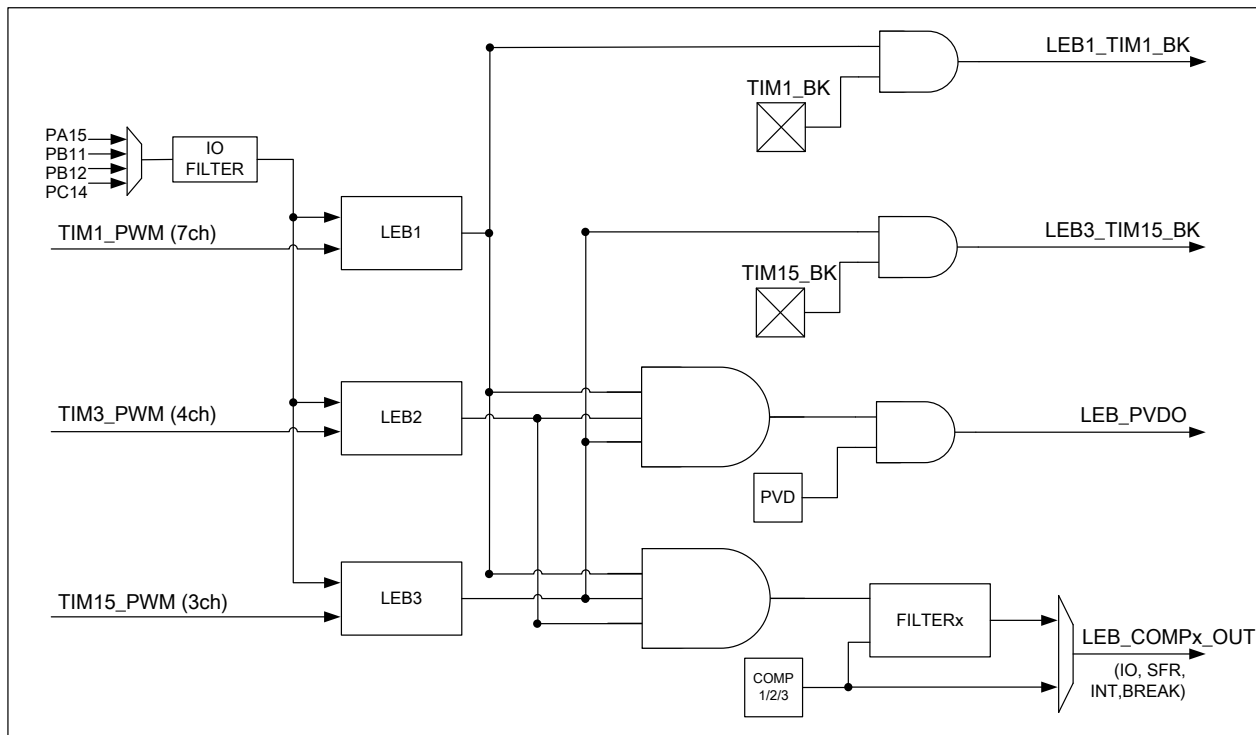 LEB1_TIM1_BK
TIM1_BK
PA15
PB11
PB12
PC14
IO
FILTER
TIM1_PWM (7ch)
LEB1
LEB3_TIM15_BK
TIM15_BK
TIM3_PWM (4ch)
LEB2
LEB_PVDO
PVD
TIM15_PWM (3ch)
LEB3
FILTERx
COMP
1/2/3
LEB_COMPx_OUT
(IO, SFR,
INT,BREAK)